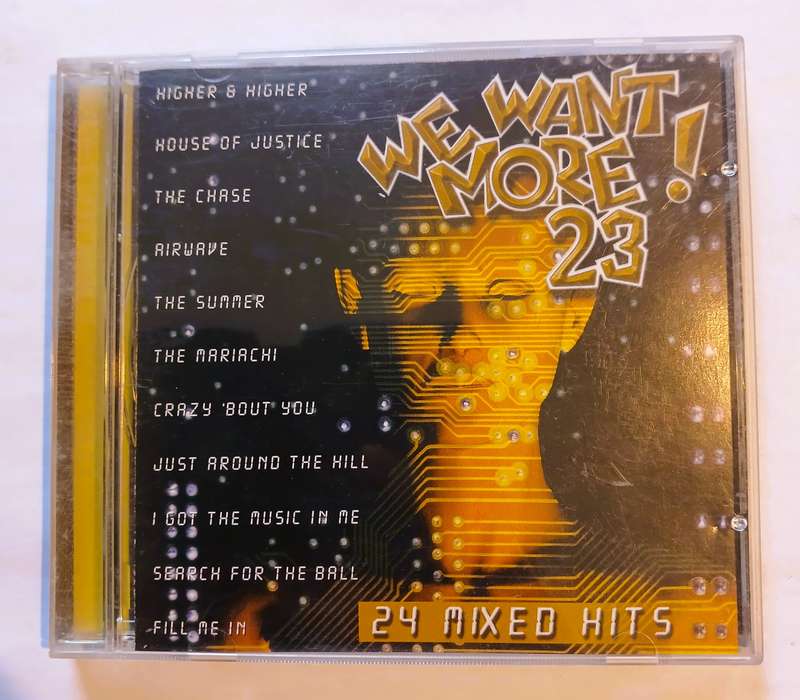 HIGHER & HIGHER
HOUSE OF JUSTICE
THE CHASE
AIRWAVE
THE SUMMER
THE MARIACHI
CRAZY 'BOUT YOU
JUST AROUND THE HILL
I GOT THE MUSIC IN ME
SEARCH FOR THE BALL
FILL ME IN
WE WANT
MORE !
23
24 MIXED HITS